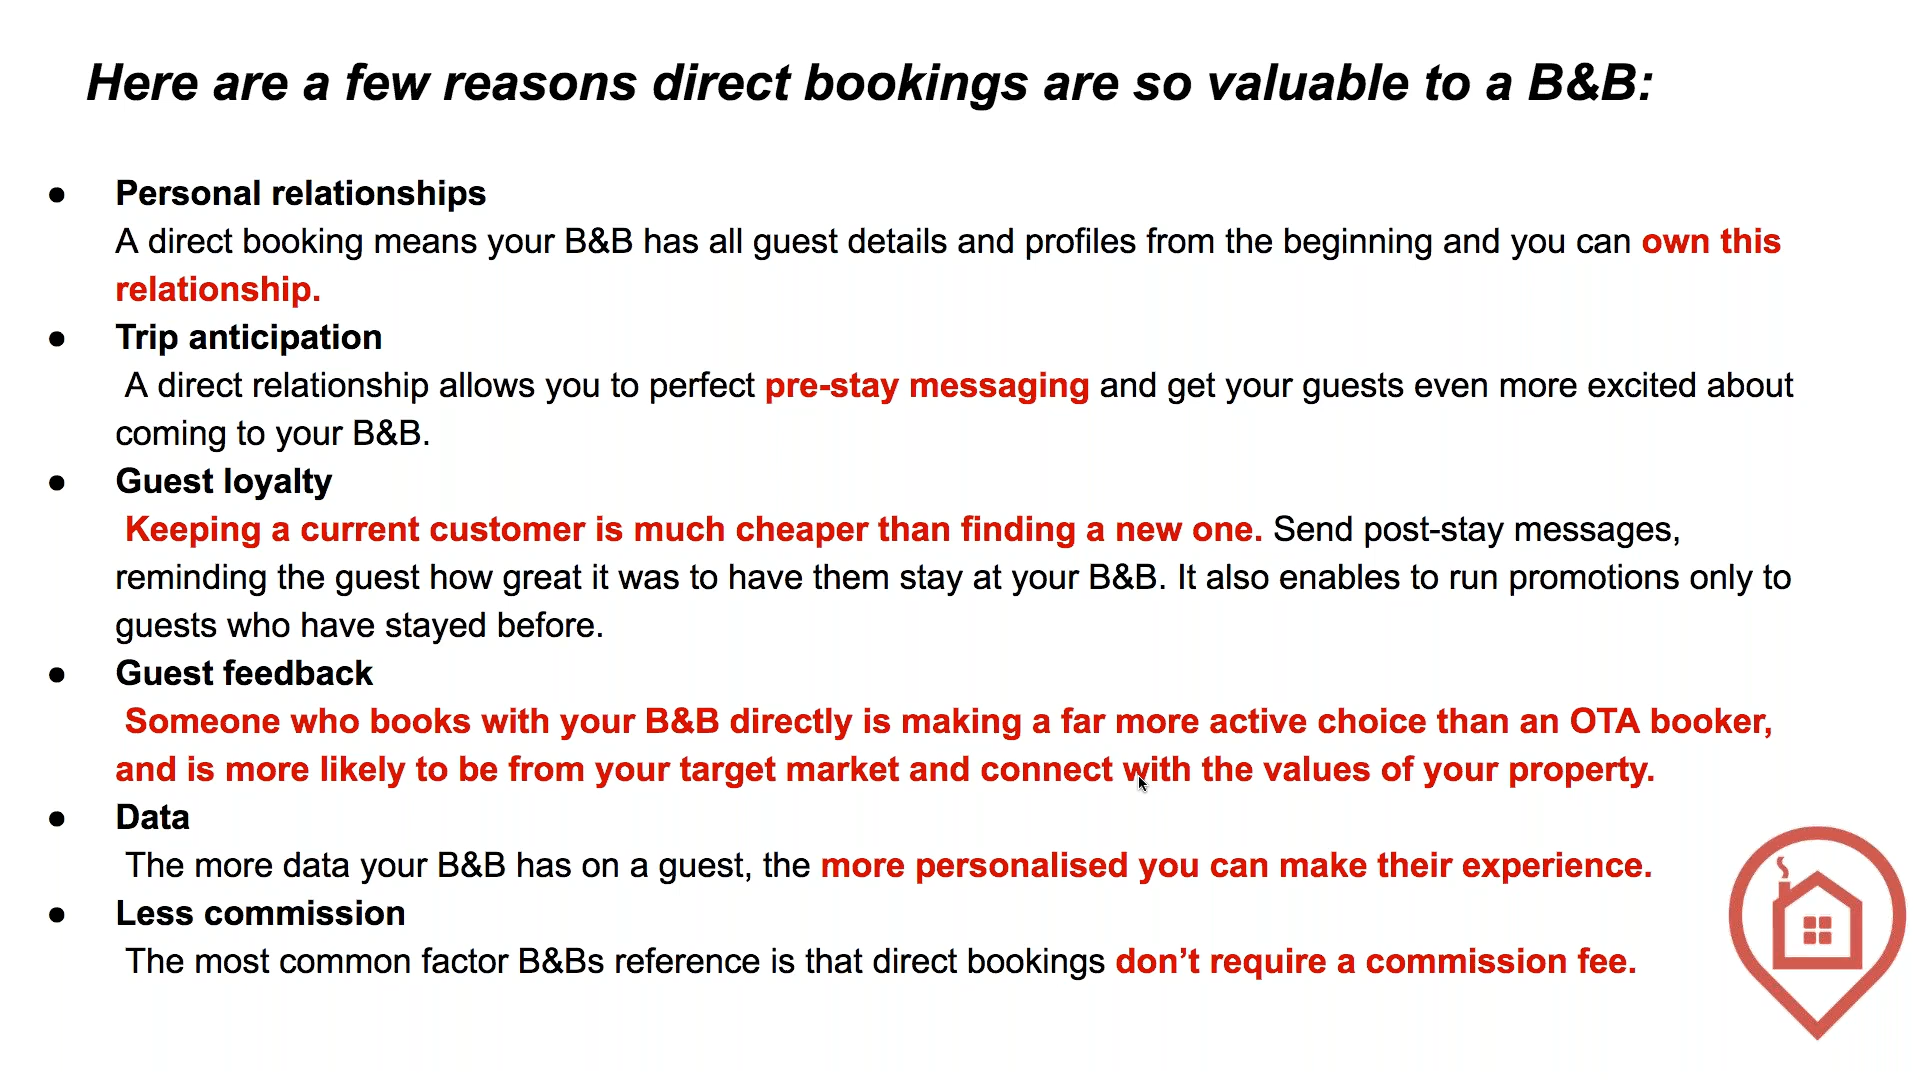 Here are a few reasons direct bookings are so valuable to a B&B:
● Personal relationships
A direct booking means your B&B has all guest details and profiles from the beginning and you can own this
relationship.
● Trip anticipation
A direct relationship allows you to perfect pre-stay messaging and get your guests even more excited about
coming to your B&B.
● Guest loyalty
Keeping a current customer is much cheaper than finding a new one. Send post-stay messages,
reminding the guest how great it was to have them stay at your B&B. It also enables to run promotions only to
guests who have stayed before.
● Guest feedback
Someone who books with your B&B directly is making a far more active choice than an OTA booker,
and is more likely to be from your target market and connect with the values of your property.
● Data
The more data your B&B has on a guest, the more personalised you can make their experience.
● Less commission
The most common factor B&Bs reference is that direct bookings don’t require a commission fee.